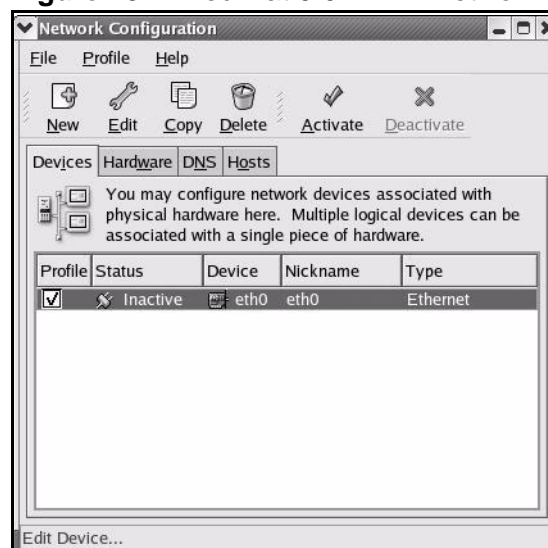 Network Configuration
File Profile Help
New Edit Copy Delete Activate Deactivate
Devices Hardware DNS Hosts
You may configure network devices associated with
physical hardware here. Multiple logical devices can be
associated with a single piece of hardware.
Profile Status Device Nickname Type
Inactive eth0 eth0 Ethernet
Edit Device...